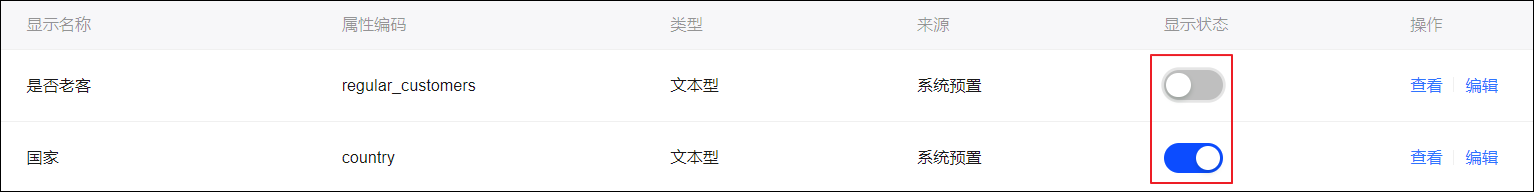 显示名称 属性编码 类型 来源 显示状态 操作
是否老客 regular_customers 文本型 系统预置 查看 编辑
国家 country 文本型 系统预置 查看 编辑